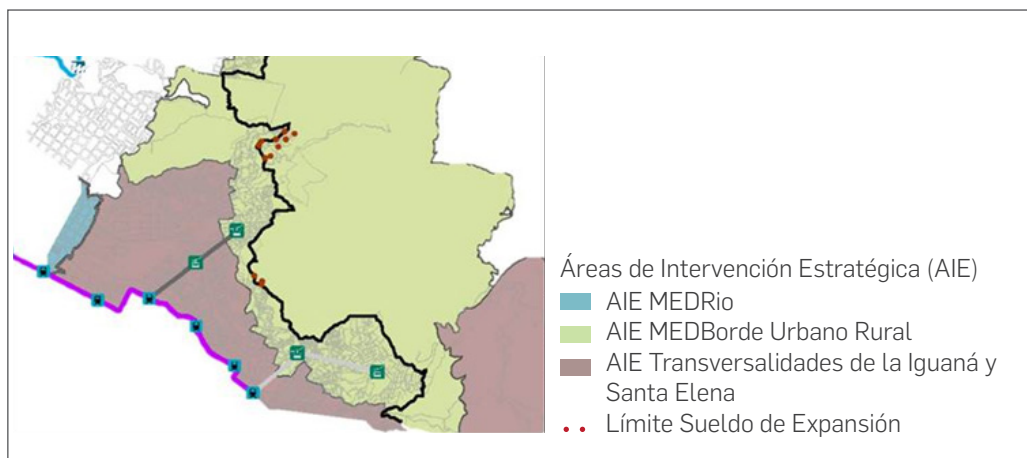 Áreas de Intervención Estratégica (AIE)
AIE MEDRio
AIE MEDBorde Urbano Rural
AIE Transversalidades de la Iguaná y
Santa Elena
Límite Sueldo de Expansión